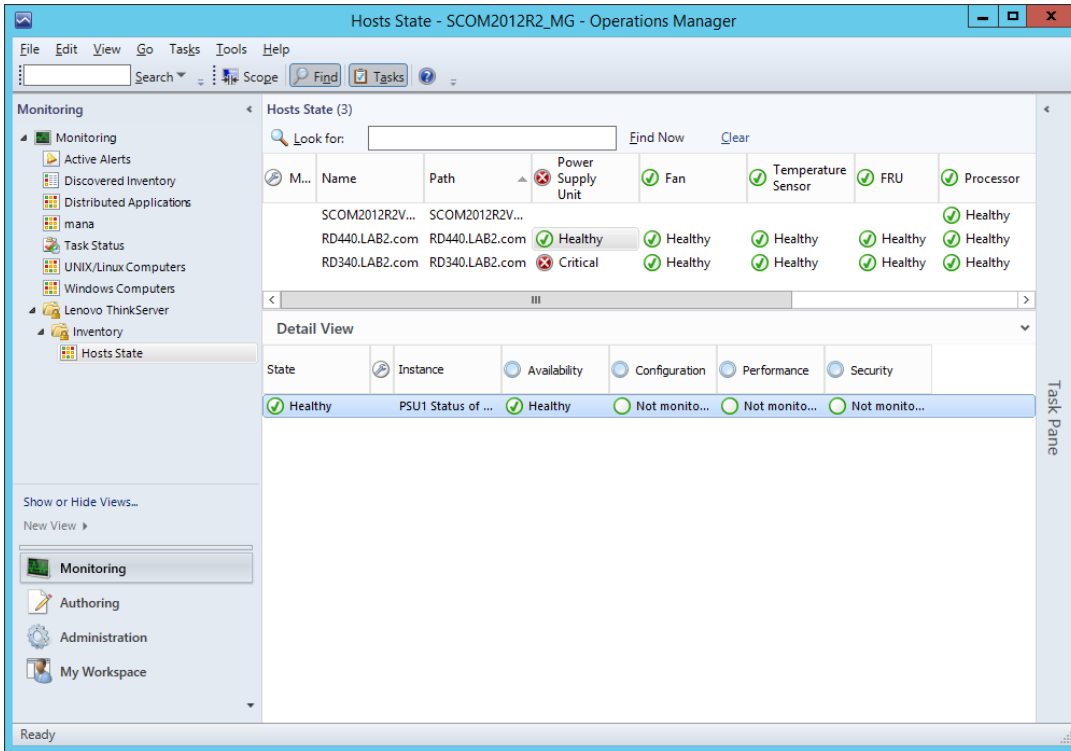 Hosts State - SCOM2012R2_MG - Operations Manager
File Edit View Go Tasks Tools Help
Search Scope Find Tasks
Monitoring
Monitoring
Active Alerts
Discovered Inventory
Distributed Applications
mana
Task Status
UNIX/Linux Computers
Windows Computers
Lenovo ThinkServer
Inventory
Hosts State
Show or Hide Views...
New View
Monitoring
Authoring
Administration
My Workspace
Hosts State (3)
Look for: Find Now Clear
M... Name Path Power Supply Unit Fan Temperature Sensor FRU Processor
SCOM2012R2V... SCOM2012R2V... Healthy
RD440.LAB2.com RD440.LAB2.com Healthy Healthy Healthy Healthy Healthy
RD340.LAB2.com RD340.LAB2.com Critical Healthy Healthy Healthy Healthy
Detail View
State Instance Availability Configuration Performance Security
Healthy PSU1 Status of ... Healthy Not monito... Not monito... Not monito...
Task Pane
Ready